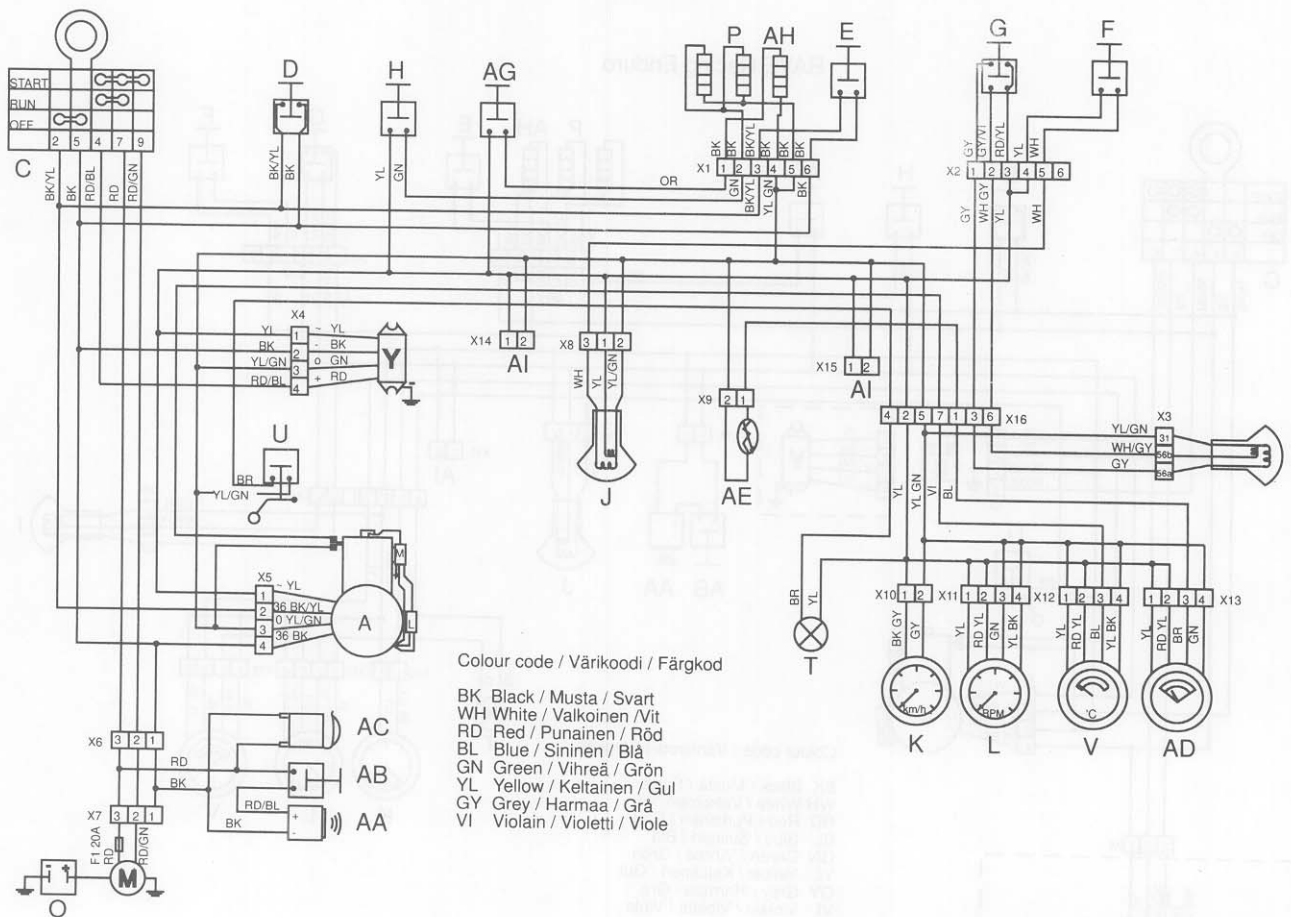 D H AG P AH E G F
START
RUN
OFF
2 5 4 7 9
C
BK/YL BK RD/BL RD RD/GN
BK/YL BK
YL GN
OR
BK BK BK/YL BK BK BK
X1 1 2 3 4 5 6
GN BK/YL YL GN BK
GY GY/VI RD/YL YL WH
X2 1 2 3 4 5 6
GY WH GY YL WH
X4
YL 1 ~ YL
BK 2 - BK
YL/GN 3 o GN
RD/BL 4 + RD
Y
X14 1 2
AI
X8 3 1 2
WH YL YL/GN
J
X9 2 1
AE
X15 1 2
AI
4 2 5 7 1 3 6 X16
X3
YL/GN 31
WH/GY 56b
GY 56a
U
BR
YL/GN
YL YL GN VI BL
X5
1 ~ YL
2 36 BK/YL
3 0 YL/GN
4 36 BK
A
M
L
BR YL
T
X10 1 2
X11 1 2 3 4
X12 1 2 3 4
1 2 3 4 X13
BK GY GY
YL RD YL GN YL BK
YL RD YL BL YL BK
YL RD YL BR GN
km/h
RPM
°C
K L V AD
Colour code / Värikoodi / Färgkod
BK Black / Musta / Svart
WH White / Valkoinen /Vit
RD Red / Punainen / Röd
BL Blue / Sininen / Blå
GN Green / Vihreä / Grön
YL Yellow / Keltainen / Gul
GY Grey / Harmaa / Grå
VI Violain / Violetti / Viole
X6 3 2 1
RD
BK
AC
AB
RD/BL
BK
+
-
AA
X7 3 2 1
F1 20A
RD
RD/GN
- +
M
O